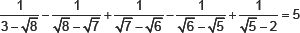 1/(3−√8) − 1/(√8−√7) + 1/(√7−√6) − 1/(√6−√5) + 1/(√5−2) = 5